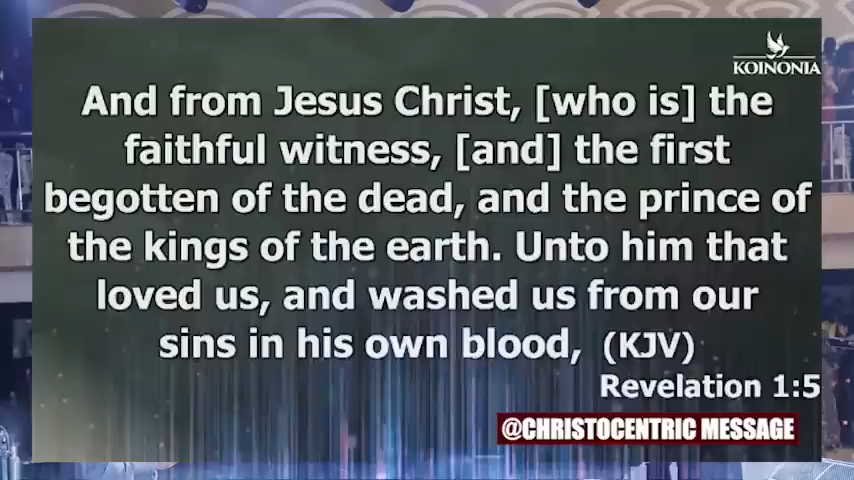 KOINONIA
And from Jesus Christ, [who is] the
faithful witness, [and] the first
begotten of the dead, and the prince of
the kings of the earth. Unto him that
loved us, and washed us from our
sins in his own blood, (KJV)
Revelation 1:5
@CHRISTOCENTRIC MESSAGE